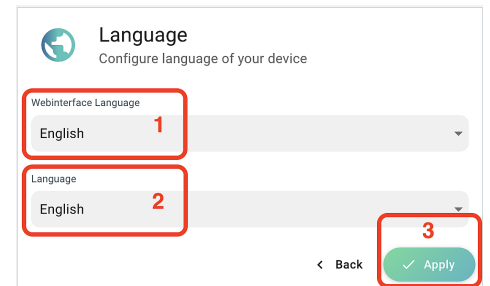 Language
Configure language of your device
Webinterface Language
English 1
Language
English 2
3
Back Apply